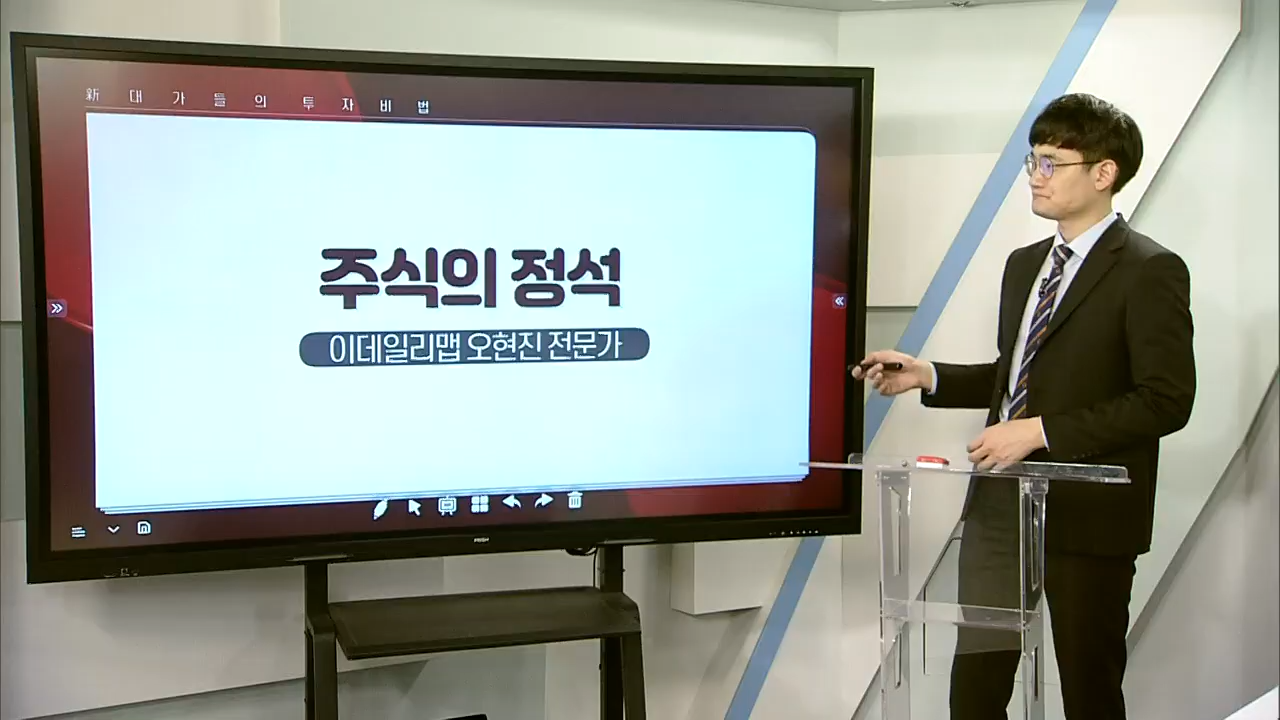 新대가들의투자비법
주식의 정석
이데일리맵 오현진 전문가